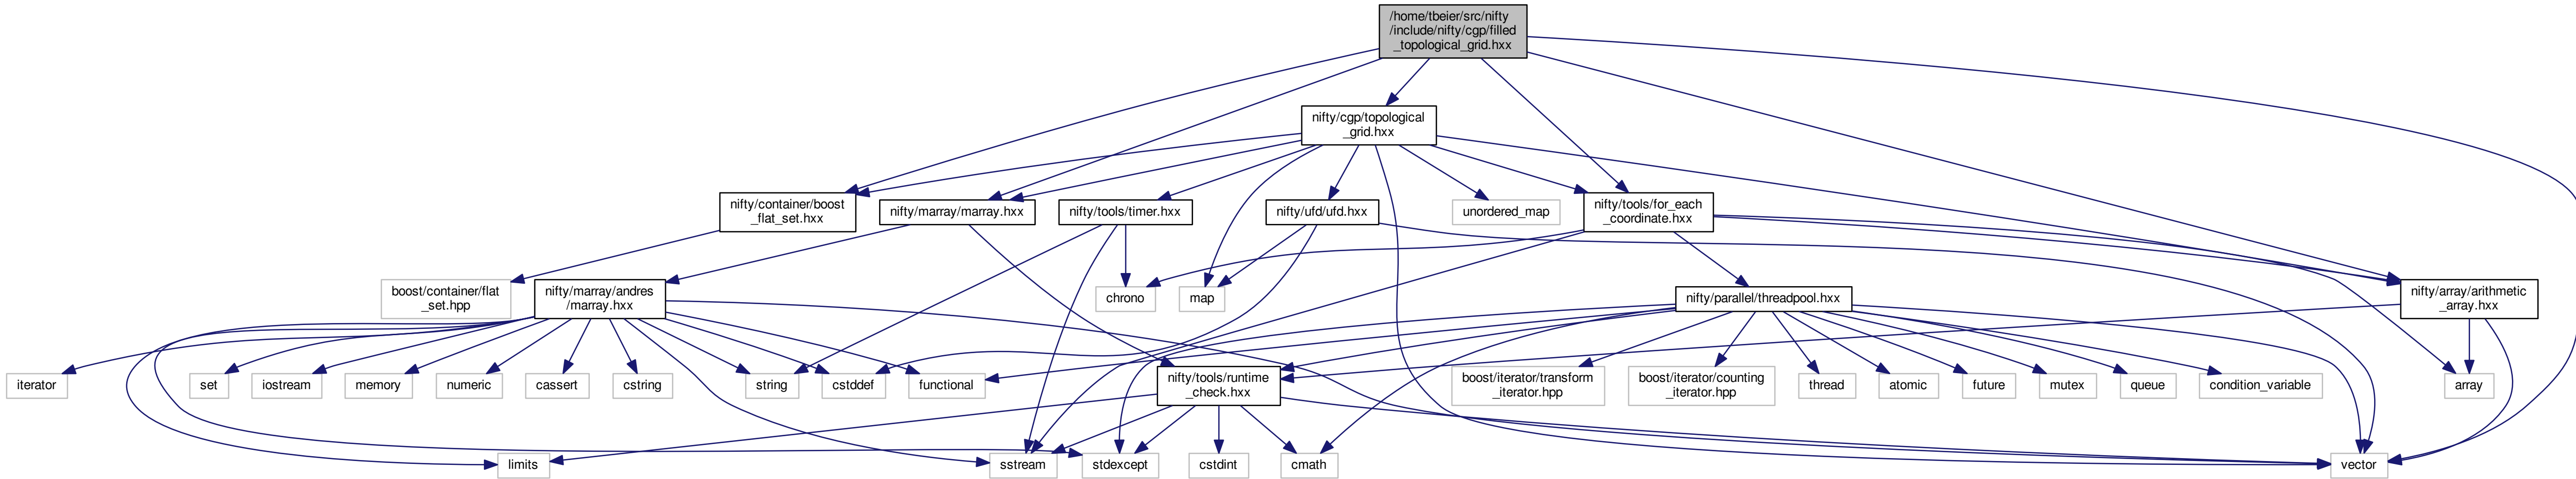 /home/tbeier/src/nifty
/include/nifty/cgp/filled
_topological_grid.hxx
nifty/cgp/topological
_grid.hxx
nifty/container/boost
_flat_set.hxx
nifty/marray/marray.hxx
nifty/tools/timer.hxx
nifty/ufd/ufd.hxx
unordered_map
nifty/tools/for_each
_coordinate.hxx
boost/container/flat
_set.hpp
nifty/marray/andres
/marray.hxx
chrono
map
nifty/parallel/threadpool.hxx
nifty/array/arithmetic
_array.hxx
iterator
set
iostream
memory
numeric
cassert
cstring
string
cstddef
functional
nifty/tools/runtime
_check.hxx
boost/iterator/transform
_iterator.hpp
boost/iterator/counting
_iterator.hpp
thread
atomic
future
mutex
queue
condition_variable
array
limits
sstream
stdexcept
cstdint
cmath
vector